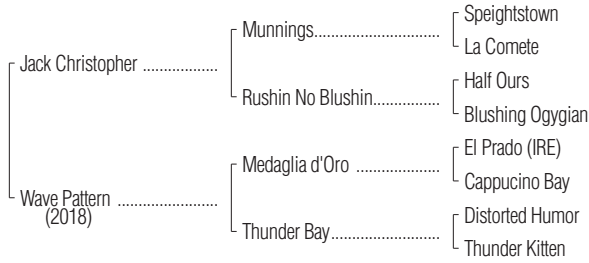 Speightstown
Munnings
La Comete
Jack Christopher
Half Ours
Rushin No Blushin
Blushing Ogygian
El Prado (IRE)
Medaglia d'Oro
Cappucino Bay
Wave Pattern
(2018)
Distorted Humor
Thunder Bay
Thunder Kitten